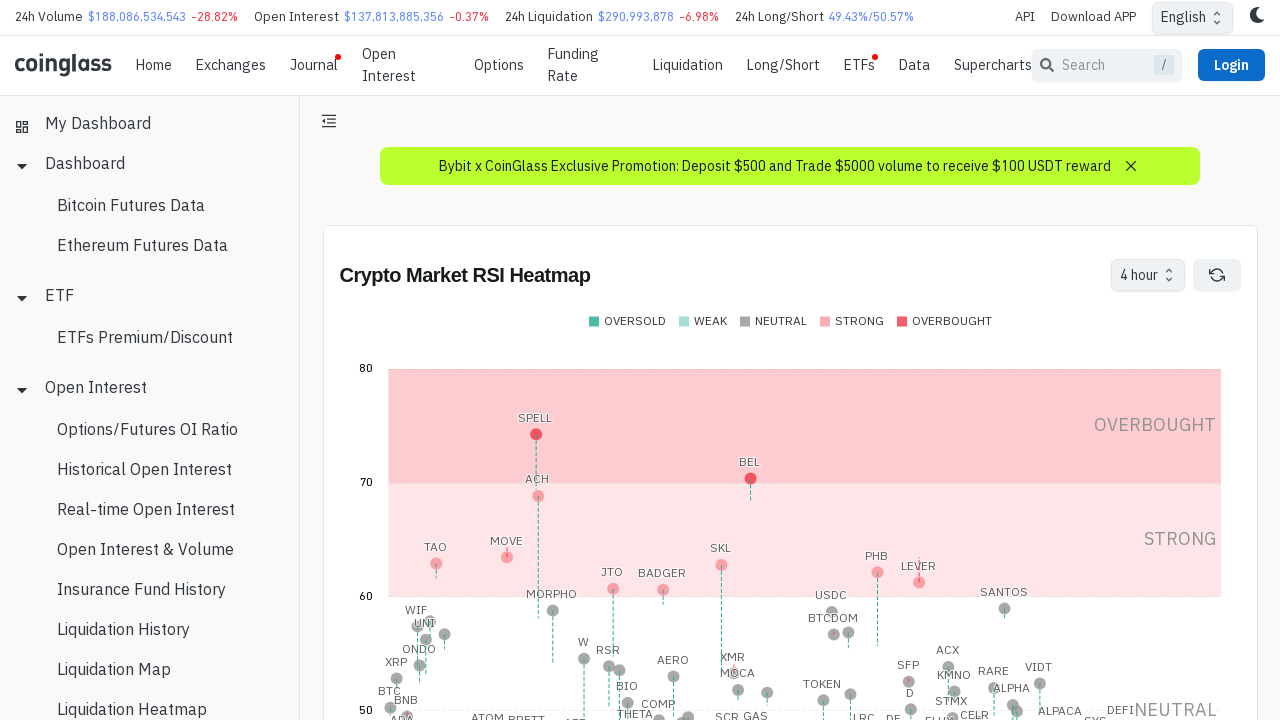 24h Volume $188,086,534,543 -28.82% Open Interest $137,813,885,356 -0.37% 24h Liquidation $290,993,878 -6.98% 24h Long/Short 49.43%/50.57% API Download APP English
coinglass Home Exchanges Journal Open Interest Options Funding Rate Liquidation Long/Short ETFs Data Supercharts Search / Login
My Dashboard
Dashboard
Bitcoin Futures Data
Ethereum Futures Data
ETF
ETFs Premium/Discount
Open Interest
Options/Futures OI Ratio
Historical Open Interest
Real-time Open Interest
Open Interest & Volume
Insurance Fund History
Liquidation History
Liquidation Map
Liquidation Heatmap
Bybit x CoinGlass Exclusive Promotion: Deposit $500 and Trade $5000 volume to receive $100 USDT reward
Crypto Market RSI Heatmap
4 hour
OVERSOLD WEAK NEUTRAL STRONG OVERBOUGHT
80
SPELL
OVERBOUGHT
BEL
70
ACH
STRONG
MOVE
TAO
SKL
PHB
LEVER
JTO
BADGER
60
MORPHO
USDC
SANTOS
WIF
UNI
BTCDOM
ONDO
W
RSR
ACX
XRP
AERO
XMR
SFP
RARE
VIDT
MOCA
KMNO
BIO
TOKEN
ALPHA
BTC
BNB
D
COMP
STMX
50
THETA
SCR
GAS
CELR
ALPACA
DEFI
NEUTRAL
ATOM
BRETT
LRC